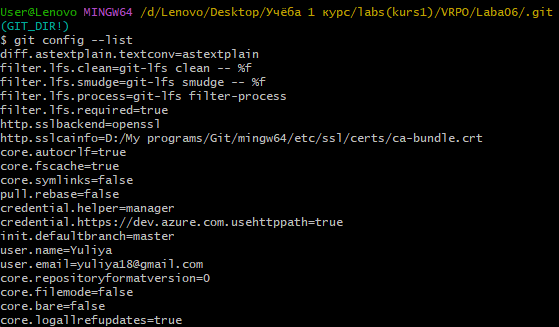 User@Lenovo MINGW64 /d/Lenovo/Desktop/Учёба 1 курс/labs(kurs1)/VRPO/Laba06/.git
(GIT_DIR!)
$ git config --list
diff.astextplain.textconv=astextplain
filter.lfs.clean=git-lfs clean -- %f
filter.lfs.smudge=git-lfs smudge -- %f
filter.lfs.process=git-lfs filter-process
filter.lfs.required=true
http.sslbackend=openssl
http.sslcainfo=D:/My programs/Git/mingw64/etc/ssl/certs/ca-bundle.crt
core.autocrlf=true
core.fscache=true
core.symlinks=false
pull.rebase=false
credential.helper=manager
credential.https://dev.azure.com.usehttppath=true
init.defaultbranch=master
user.name=Yuliya
user.email=yuliya18@gmail.com
core.repositoryformatversion=0
core.filemode=false
core.bare=false
core.logallrefupdates=true